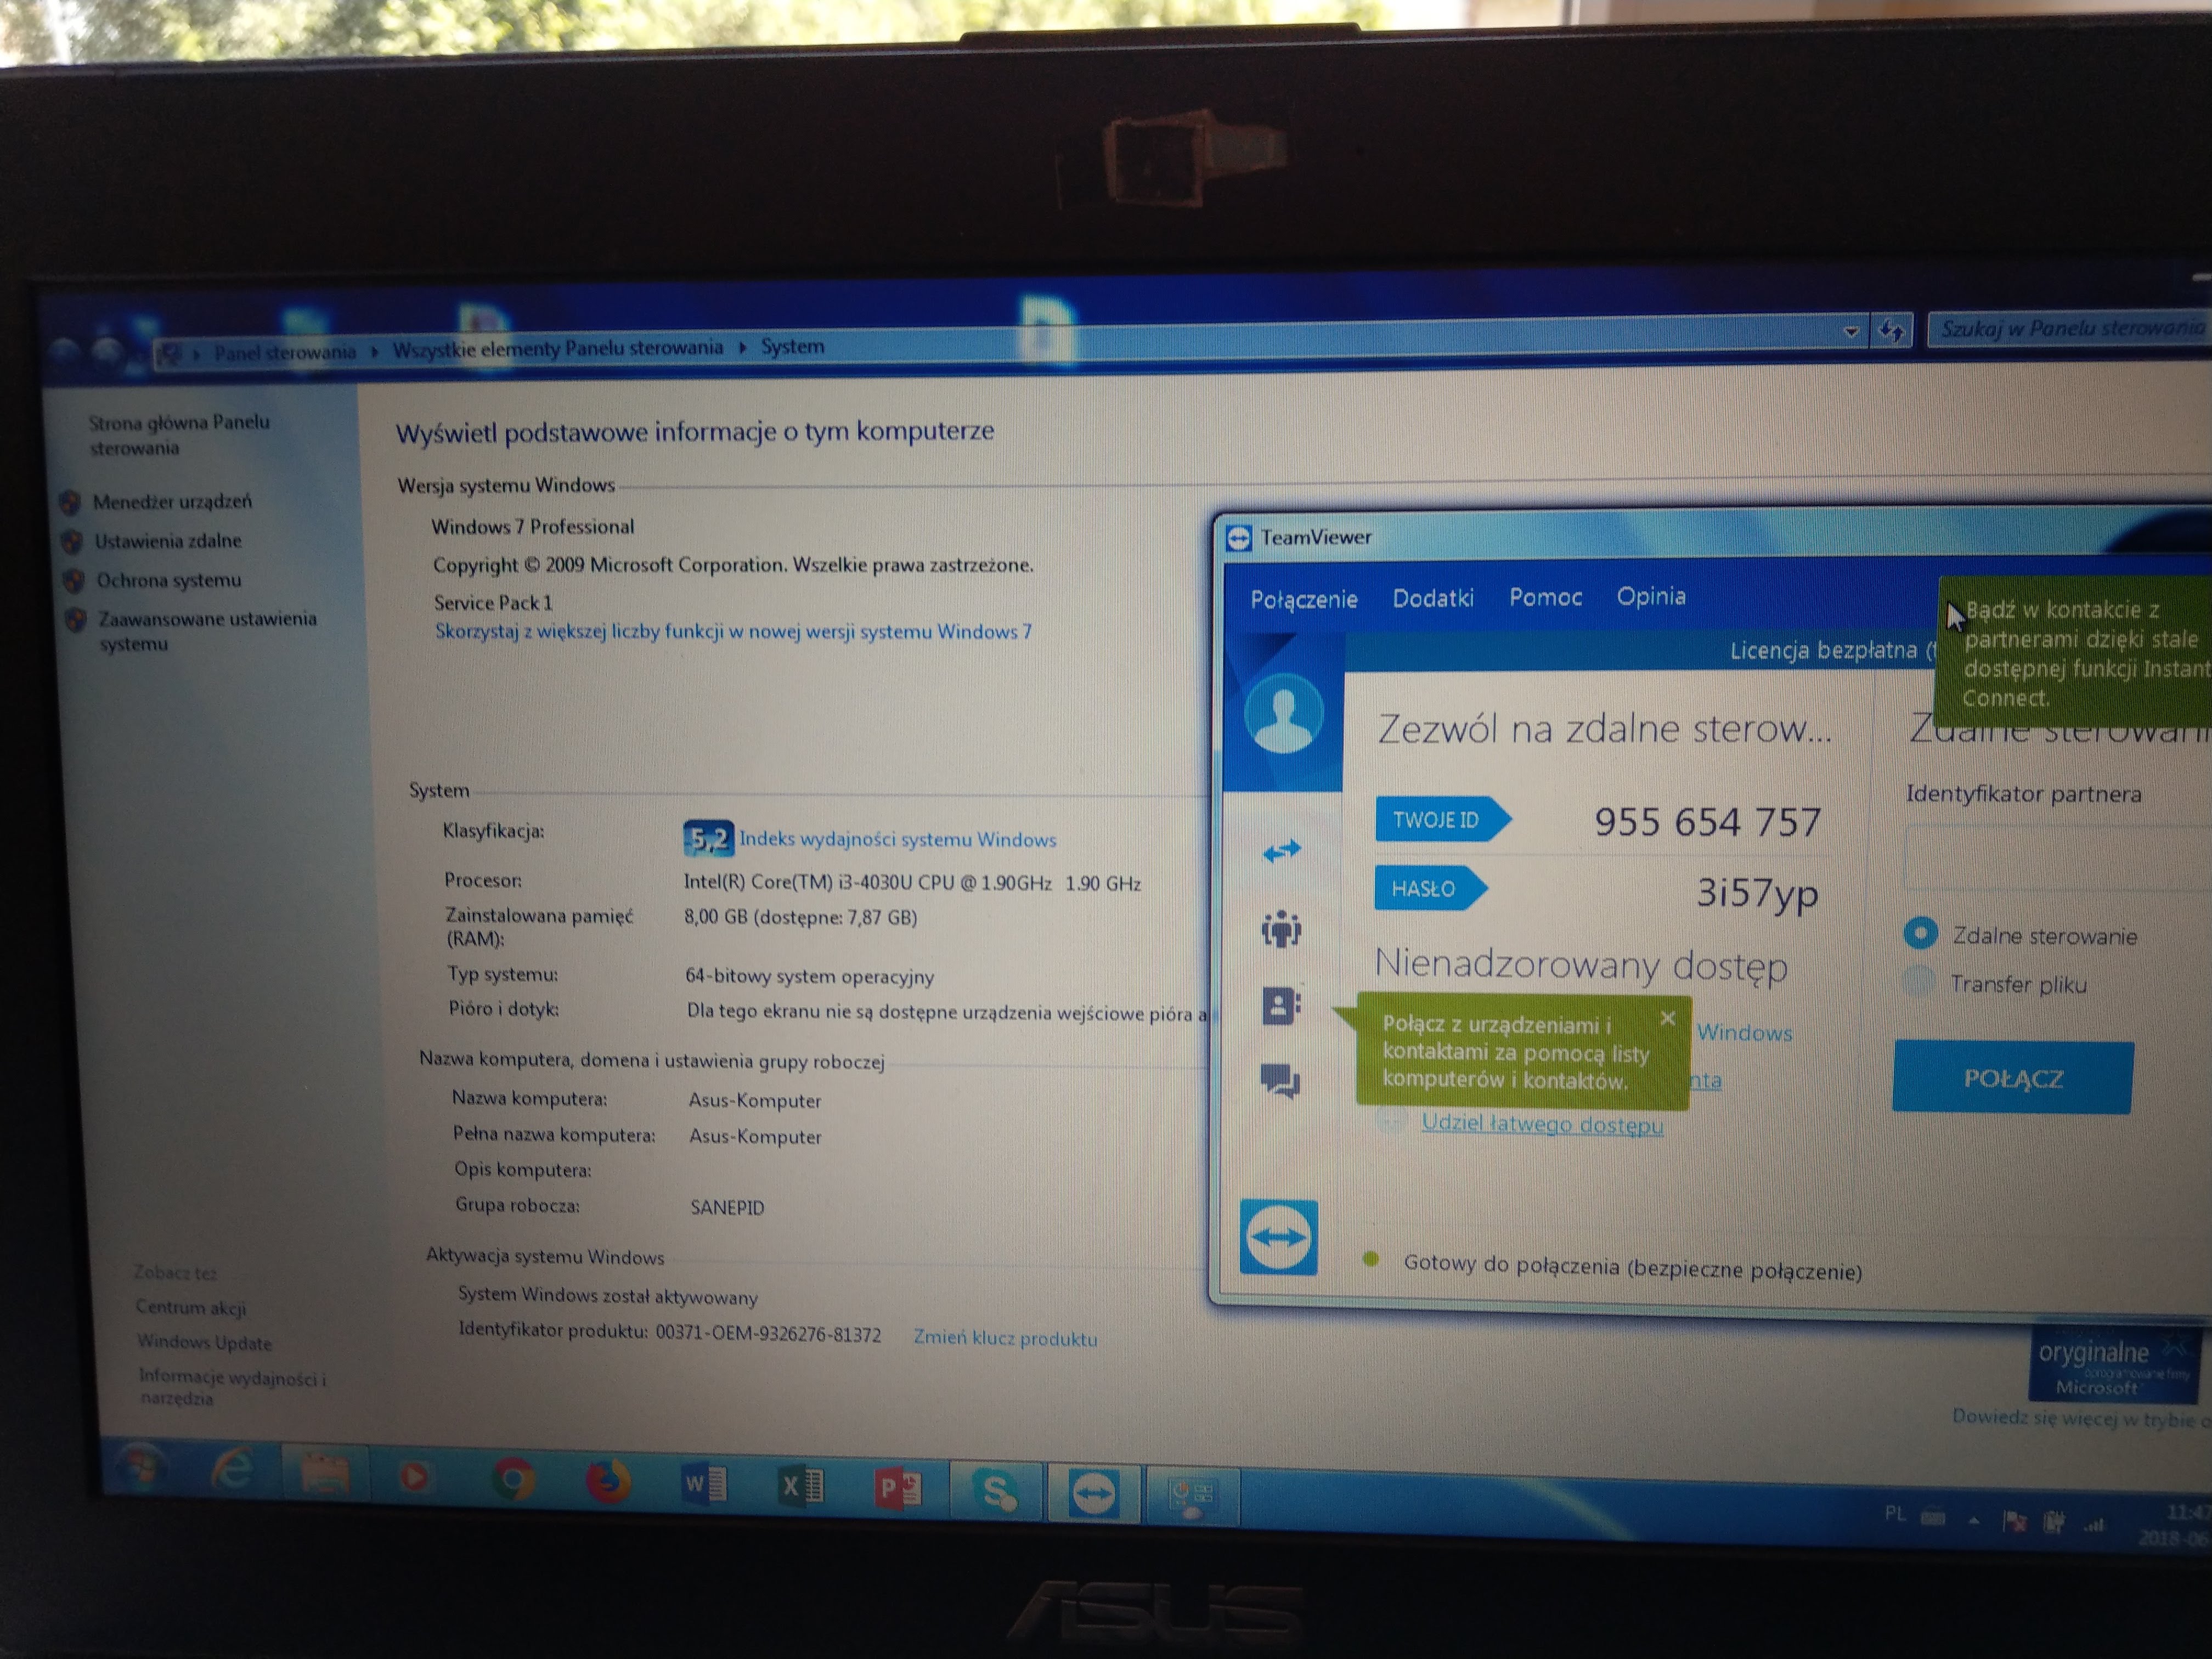 Panel sterowania ▸ Wszystkie elementy Panelu sterowania ▸ System
Szukaj w Panelu sterowania
Strona główna Panelu
sterowania
Menedżer urządzeń
Ustawienia zdalne
Ochrona systemu
Zaawansowane ustawienia
systemu
Wyświetl podstawowe informacje o tym komputerze
Wersja systemu Windows
Windows 7 Professional
Copyright © 2009 Microsoft Corporation. Wszelkie prawa zastrzeżone.
Service Pack 1
Skorzystaj z większej liczby funkcji w nowej wersji systemu Windows 7
System
Klasyfikacja:
5,2 Indeks wydajności systemu Windows
Procesor:
Intel(R) Core(TM) i3-4030U CPU @ 1.90GHz 1.90 GHz
Zainstalowana pamięć
(RAM):
8,00 GB (dostępne: 7,87 GB)
Typ systemu:
64-bitowy system operacyjny
Pióro i dotyk:
Dla tego ekranu nie są dostępne urządzenia wejściowe pióra a
Nazwa komputera, domena i ustawienia grupy roboczej
Nazwa komputera:
Asus-Komputer
Pełna nazwa komputera:
Asus-Komputer
Opis komputera:
Grupa robocza:
SANEPID
Aktywacja systemu Windows
System Windows został aktywowany
Identyfikator produktu: 00371-OEM-9326276-81372
Zmień klucz produktu
Zobacz też
Centrum akcji
Windows Update
Informacje wydajności i
narzędzia
TeamViewer
Połączenie Dodatki Pomoc Opinia
Licencja bezpłatna (
Bądź w kontakcie z
partnerami dzięki stale
dostępnej funkcji Instant
Connect.
Zezwól na zdalne sterow...
TWOJE ID
955 654 757
HASŁO
3i57yp
Nienadzorowany dostęp
Połącz z urządzeniami i
kontaktami za pomocą listy
komputerów i kontaktów.
Windows
nta
Udziel łatwego dostępu
Gotowy do połączenia (bezpieczne połączenie)
Zdalne sterowani
Identyfikator partnera
Zdalne sterowanie
Transfer pliku
POŁĄCZ
oryginalne
oprogramowanie firmy
Microsoft
Dowiedz się więcej w trybie o
PL
11:47
2018-06
ASUS